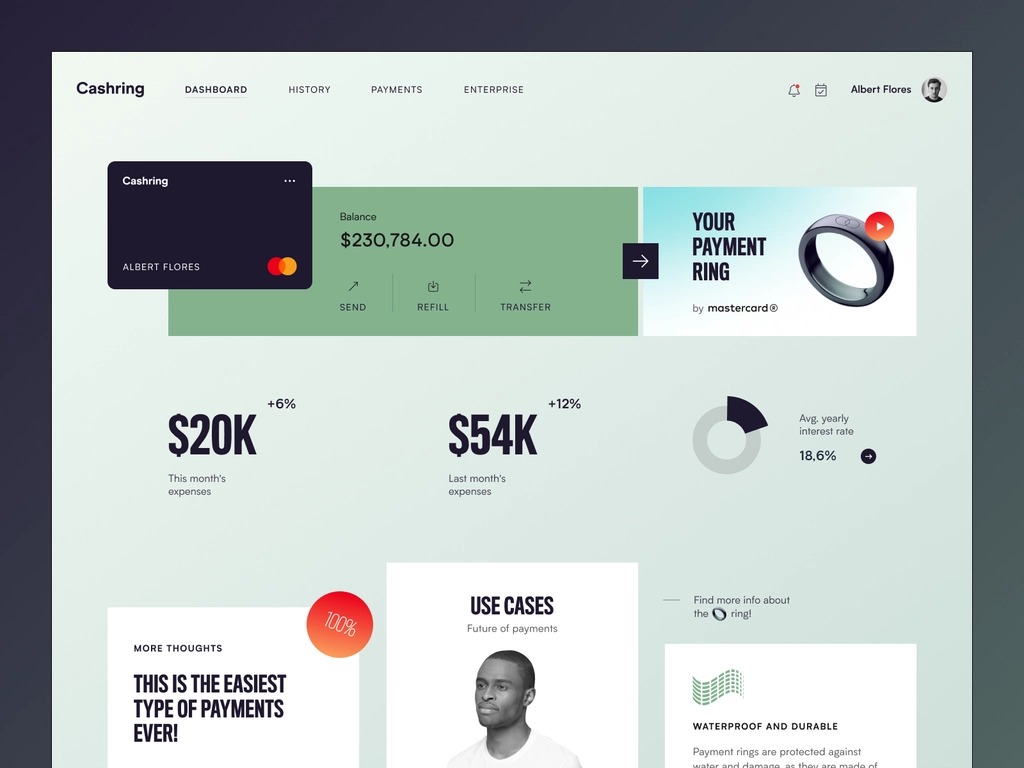 Cashring
DASHBOARD
HISTORY
PAYMENTS
ENTERPRISE
Albert Flores
Cashring
ALBERT FLORES
Balance
$230,784.00
SEND
REFILL
TRANSFER
YOUR
PAYMENT
RING
by mastercard®
$20K
+6%
This month's
expenses
$54K
+12%
Last month's
expenses
Avg. yearly
interest rate
18,6%
100%
MORE THOUGHTS
THIS IS THE EASIEST
TYPE OF PAYMENTS
EVER!
USE CASES
Future of payments
Find more info about
the ring!
WATERPROOF AND DURABLE
Payment rings are protected against
water and damage, as they are made of